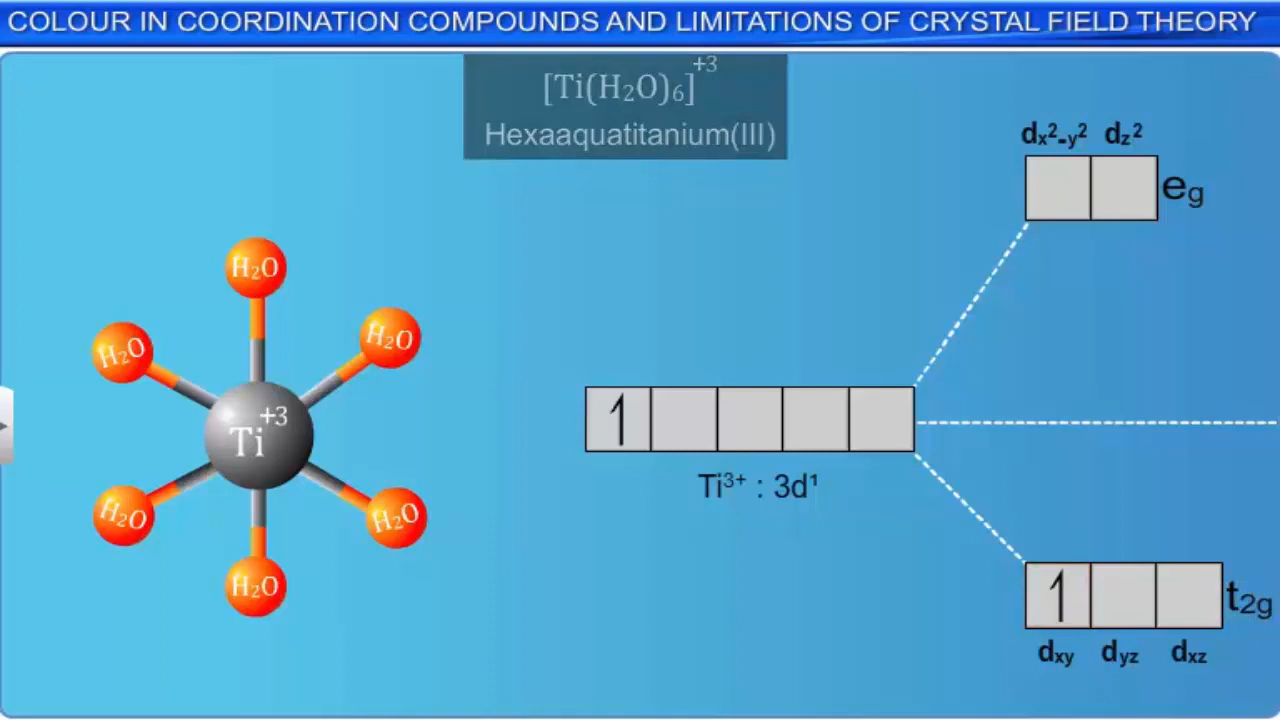 COLOUR IN COORDINATION COMPOUNDS AND LIMITATIONS OF CRYSTAL FIELD THEORY
[Ti(H₂O)₆]⁺³
Hexaaquatitanium(III)
dx²-y² dz²
eg
H₂O
H₂O
H₂O
Ti⁺³
H₂O
H₂O
H₂O
1
Ti³⁺ : 3d¹
1
t₂g
dxy dyz dxz